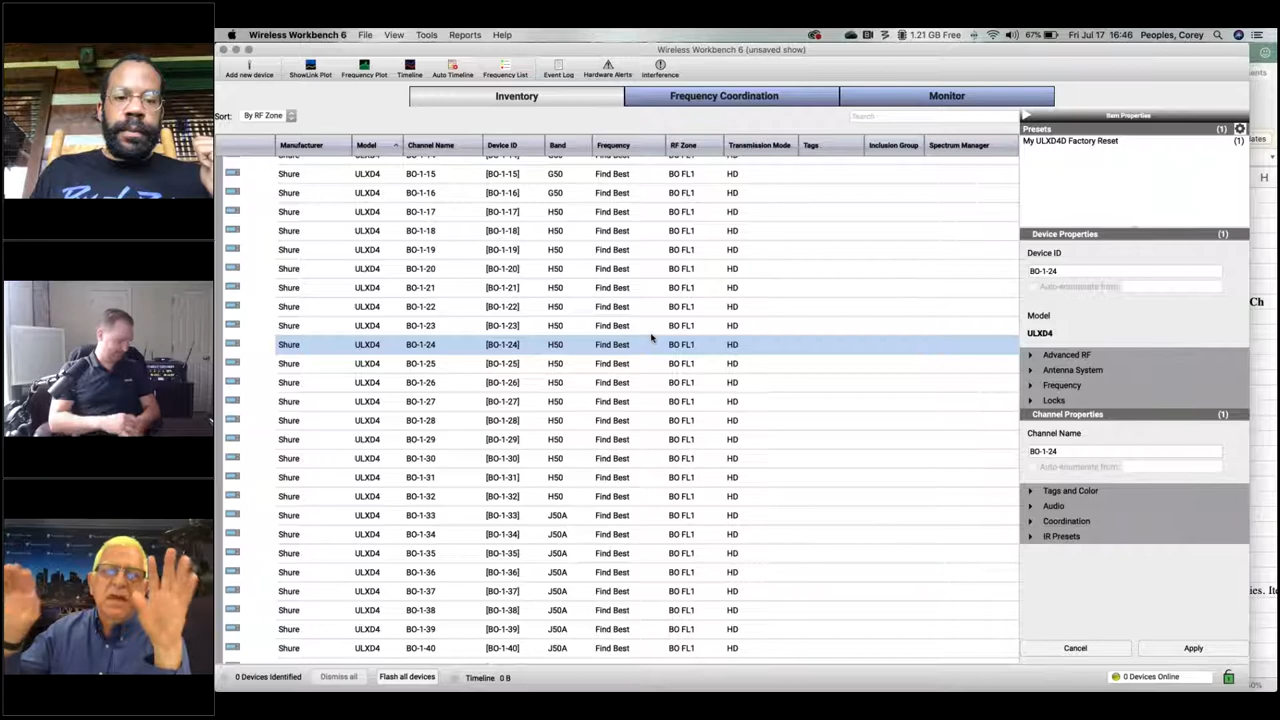 Wireless Workbench 6 File View Tools Reports Help 1.21 GB Free 67% Fri Jul 17 16:46 Peoples, Corey
Wireless Workbench 6 (unsaved show)
Add new device ShowLink Plot Frequency Plot Timeline Auto Timeline Frequency List Event Log Hardware Alerts Interference
Inventory Frequency Coordination Monitor
Sort: By RF Zone Search
Item Properties
Presets (1)
My ULXD4D Factory Reset (1)
Manufacturer Model Channel Name Device ID Band Frequency RF Zone Transmission Mode Tags Inclusion Group Spectrum Manager
Shure ULXD4 BO-1-15 [BO-1-15] G50 Find Best BO FL1 HD
Shure ULXD4 BO-1-16 [BO-1-16] G50 Find Best BO FL1 HD
Shure ULXD4 BO-1-17 [BO-1-17] H50 Find Best BO FL1 HD
Shure ULXD4 BO-1-18 [BO-1-18] H50 Find Best BO FL1 HD
Shure ULXD4 BO-1-19 [BO-1-19] H50 Find Best BO FL1 HD
Shure ULXD4 BO-1-20 [BO-1-20] H50 Find Best BO FL1 HD
Shure ULXD4 BO-1-21 [BO-1-21] H50 Find Best BO FL1 HD
Shure ULXD4 BO-1-22 [BO-1-22] H50 Find Best BO FL1 HD
Shure ULXD4 BO-1-23 [BO-1-23] H50 Find Best BO FL1 HD
Shure ULXD4 BO-1-24 [BO-1-24] H50 Find Best BO FL1 HD
Shure ULXD4 BO-1-25 [BO-1-25] H50 Find Best BO FL1 HD
Shure ULXD4 BO-1-26 [BO-1-26] H50 Find Best BO FL1 HD
Shure ULXD4 BO-1-27 [BO-1-27] H50 Find Best BO FL1 HD
Shure ULXD4 BO-1-28 [BO-1-28] H50 Find Best BO FL1 HD
Shure ULXD4 BO-1-29 [BO-1-29] H50 Find Best BO FL1 HD
Shure ULXD4 BO-1-30 [BO-1-30] H50 Find Best BO FL1 HD
Shure ULXD4 BO-1-31 [BO-1-31] H50 Find Best BO FL1 HD
Shure ULXD4 BO-1-32 [BO-1-32] H50 Find Best BO FL1 HD
Shure ULXD4 BO-1-33 [BO-1-33] J50A Find Best BO FL1 HD
Shure ULXD4 BO-1-34 [BO-1-34] J50A Find Best BO FL1 HD
Shure ULXD4 BO-1-35 [BO-1-35] J50A Find Best BO FL1 HD
Shure ULXD4 BO-1-36 [BO-1-36] J50A Find Best BO FL1 HD
Shure ULXD4 BO-1-37 [BO-1-37] J50A Find Best BO FL1 HD
Shure ULXD4 BO-1-38 [BO-1-38] J50A Find Best BO FL1 HD
Shure ULXD4 BO-1-39 [BO-1-39] J50A Find Best BO FL1 HD
Shure ULXD4 BO-1-40 [BO-1-40] J50A Find Best BO FL1 HD
Device Properties (1)
Device ID
BO-1-24
Auto-enumerate from:
Model
ULXD4
Advanced RF
Antenna System
Frequency
Locks
Channel Properties (1)
Channel Name
BO-1-24
Auto-enumerate from:
Tags and Color
Audio
Coordination
IR Presets
Cancel Apply
0 Devices Identified Dismiss all Flash all devices Timeline 0 B 0 Devices Online
H
Ch